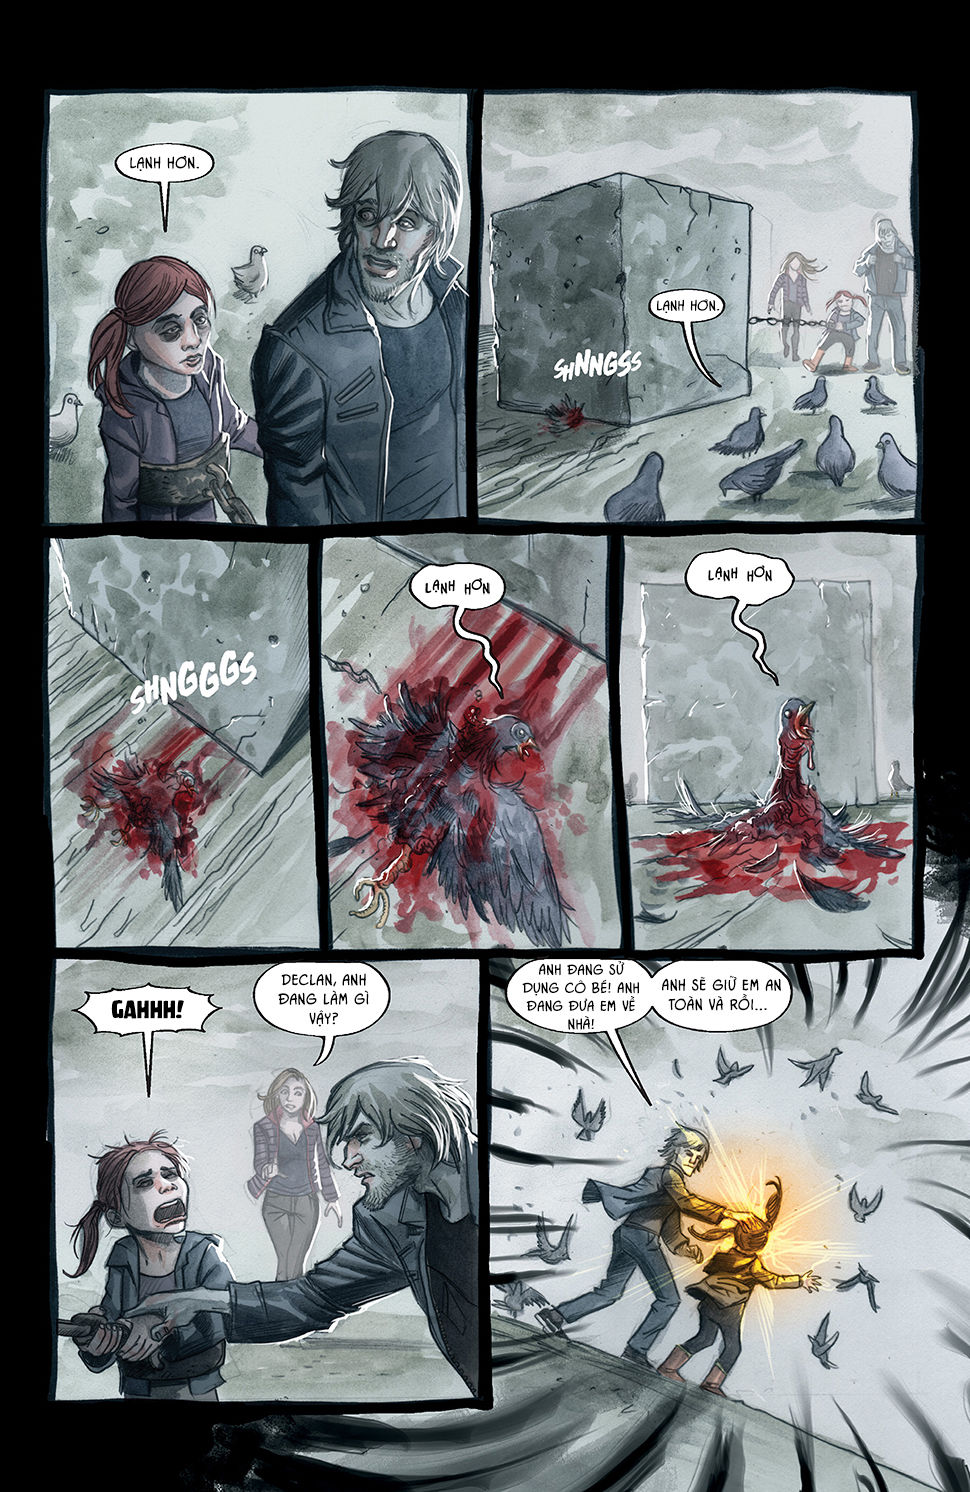 LẠNH HƠN.
LẠNH HƠN.
SHNNGSS
SHNGGGS
LẠNH HƠN
LẠNH HƠN
GAHHH!
DECLAN, ANH
ĐANG LÀM GÌ
VẬY?
ANH ĐANG SỬ
DỤNG CÔ BÉ! ANH
ĐANG ĐƯA EM VỀ
NHÀ!
ANH SẼ GIỮ EM AN
TOÀN VÀ RỒI...